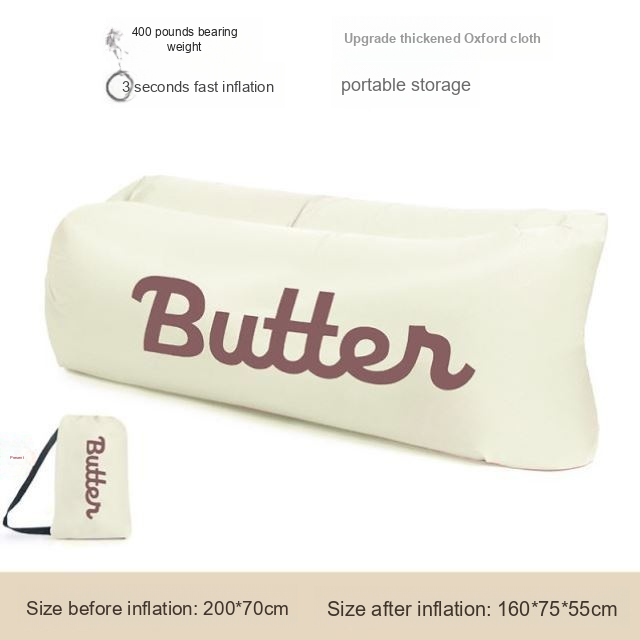 400 pounds bearing
weight
Upgrade thickened Oxford cloth
3 seconds fast inflation
portable storage
Butter
Butter
Size before inflation: 200*70cm
Size after inflation: 160*75*55cm